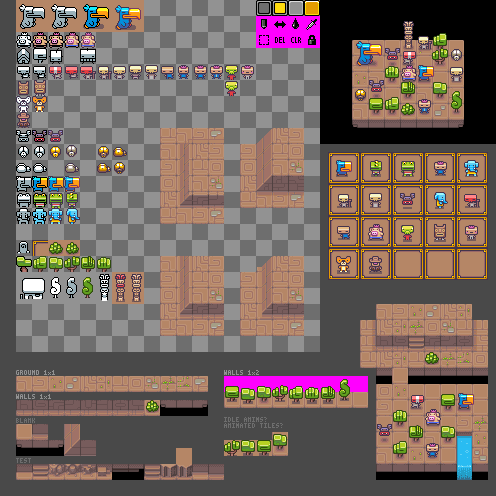 DEL CLR
GROUND 1x1
WALLS 1x2
WALLS 1x1
BLANK
IDLE ANIMS?
ANIMATED TILES?
TEST